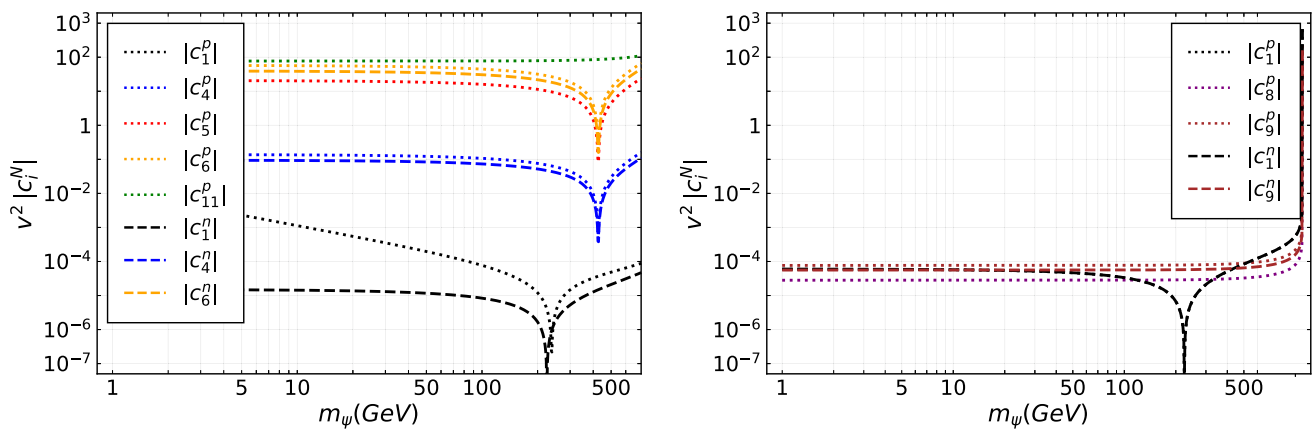 10^3
10^2
1
10^-2
10^-4
10^-6
10^-7
v^2 |c_i^N|
|c_1^p|
|c_4^p|
|c_5^p|
|c_6^p|
|c_11^p|
|c_1^n|
|c_4^n|
|c_6^n|
1 5 10 50 100 500
m_ψ(GeV)
10^3
10^2
1
10^-2
10^-4
10^-6
10^-7
v^2 |c_i^N|
|c_1^p|
|c_8^p|
|c_9^p|
|c_1^n|
|c_9^n|
1 5 10 50 100 500
m_ψ(GeV)